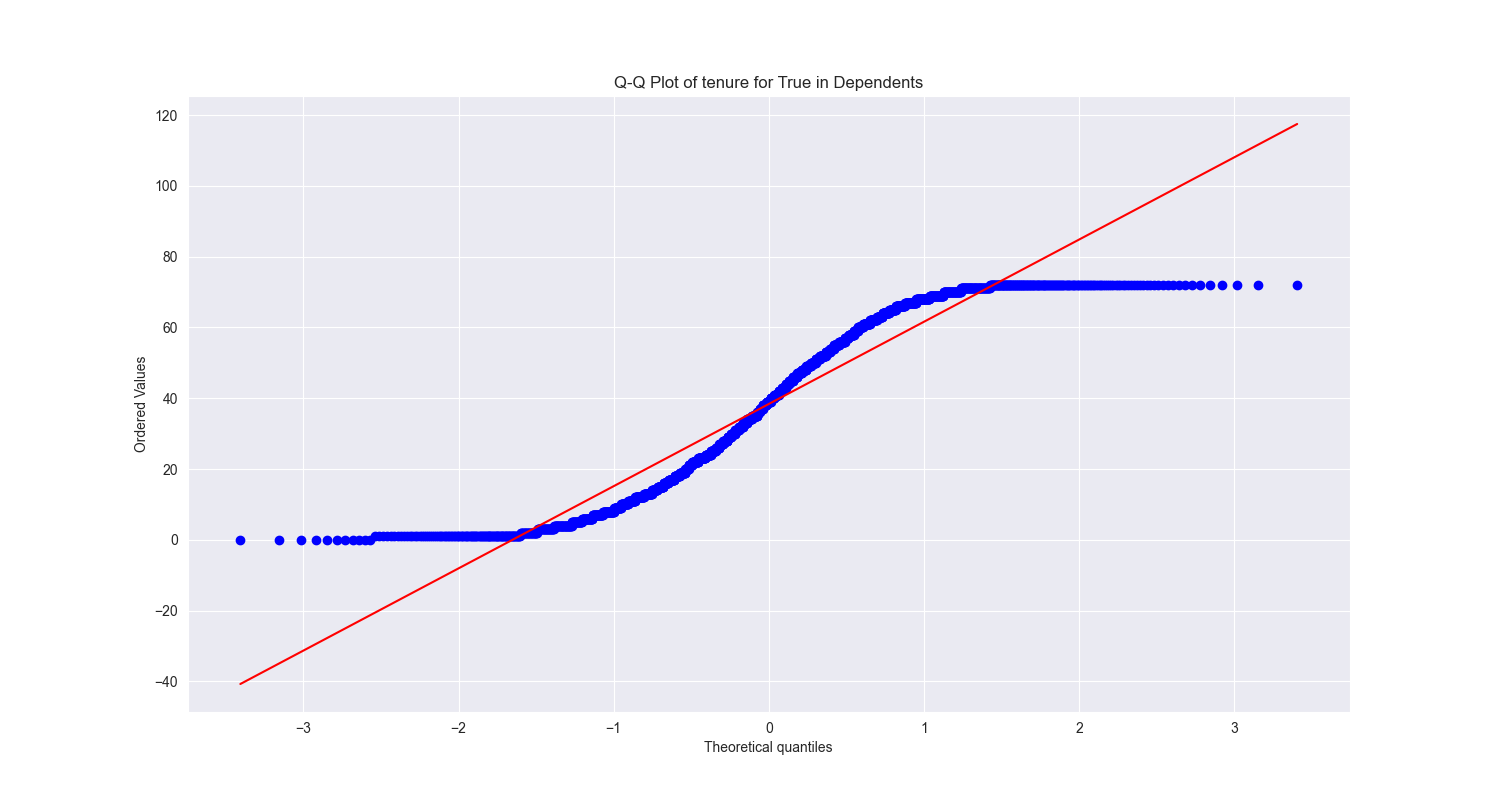 Q-Q Plot of tenure for True in Dependents
120
100
80
60
40
20
0
−20
−40
Ordered Values
−3 −2 −1 0 1 2 3
Theoretical quantiles